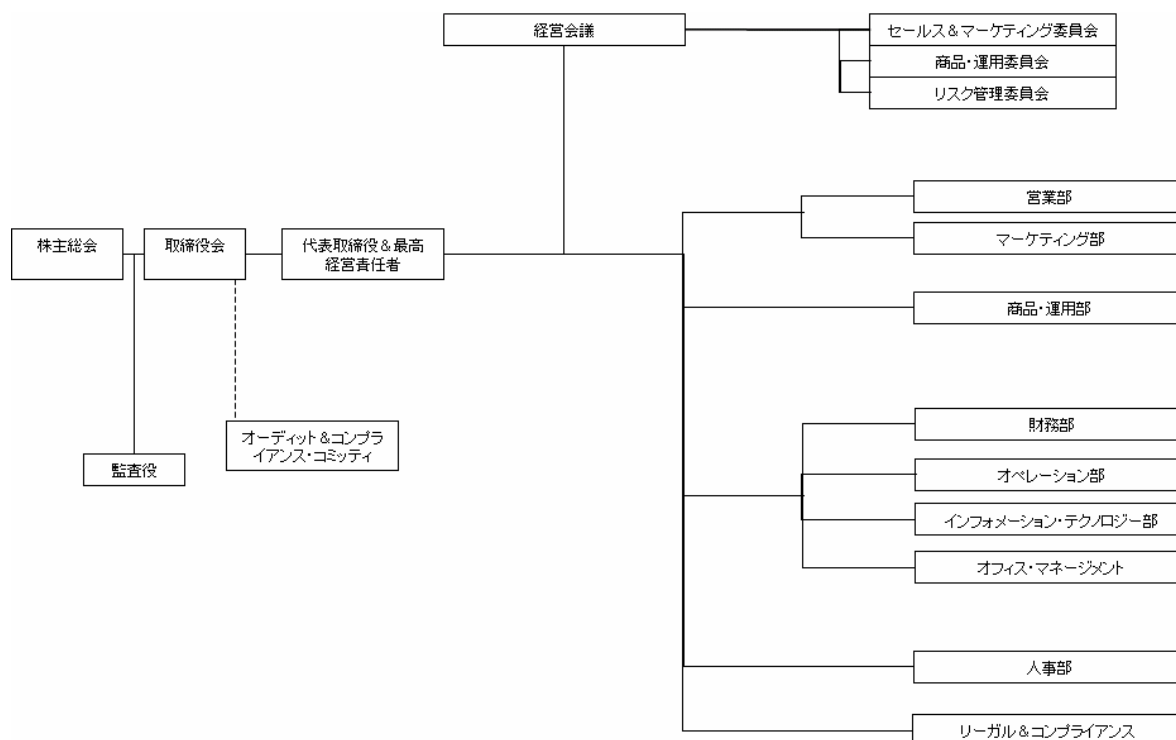 経営会議
セールス＆マーケティング委員会
商品・運用委員会
リスク管理委員会
営業部
マーケティング部
株主総会
取締役会
代表取締役＆最高
経営責任者
商品・運用部
財務部
オーディット＆コンプラ
イアンス・コミッティ
監査役
オペレーション部
インフォメーション・テクノロジー部
オフィス・マネージメント
人事部
リーガル＆コンプライアンス